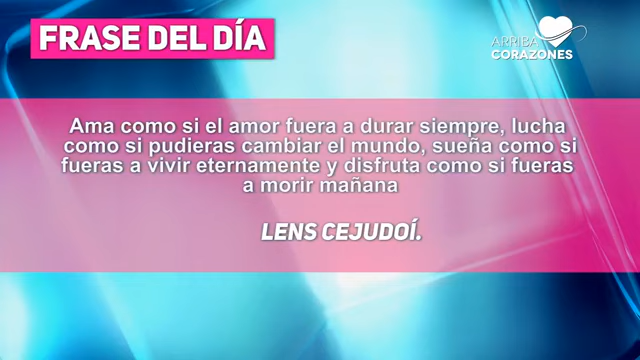 FRASE DEL DÍA
ARRIBA
CORAZONES
Ama como si el amor fuera a durar siempre, lucha
como si pudieras cambiar el mundo, sueña como si
fueras a vivir eternamente y disfruta como si fueras
a morir mañana
LENS CEJUDOÍ.